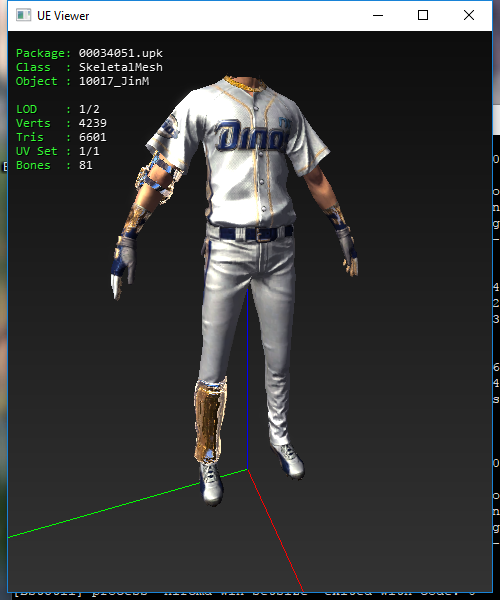 UE Viewer
Package: 00034051.upk
Class : SkeletalMesh
Object : 10017_JinM
LOD : 1/2
Verts : 4239
Tris : 6601
UV Set : 1/1
Bones : 81
Dinos